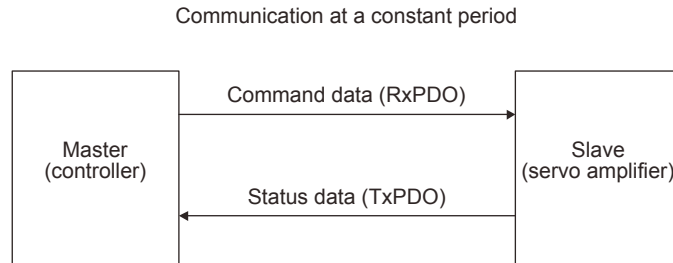 Communication at a constant period
Command data (RxPDO)
Master
(controller)
Slave
(servo amplifier)
Status data (TxPDO)